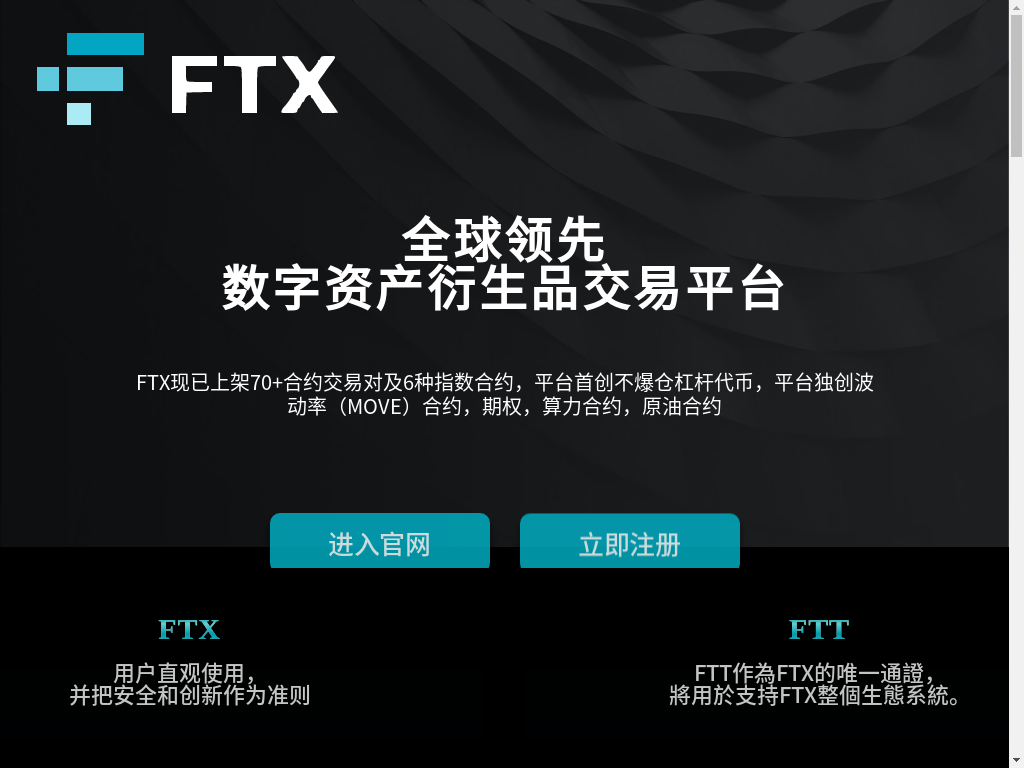 FTX
全球领先
数字资产衍生品交易平台
FTX现已上架70+合约交易对及6种指数合约，平台首创不爆仓杠杆代币，平台独创波
动率（MOVE）合约，期权，算力合约，原油合约
进入官网
立即注册
FTX
用户直观使用，
并把安全和创新作为准则
FTT
FTT作為FTX的唯一通證，
將用於支持FTX整個生態系統。